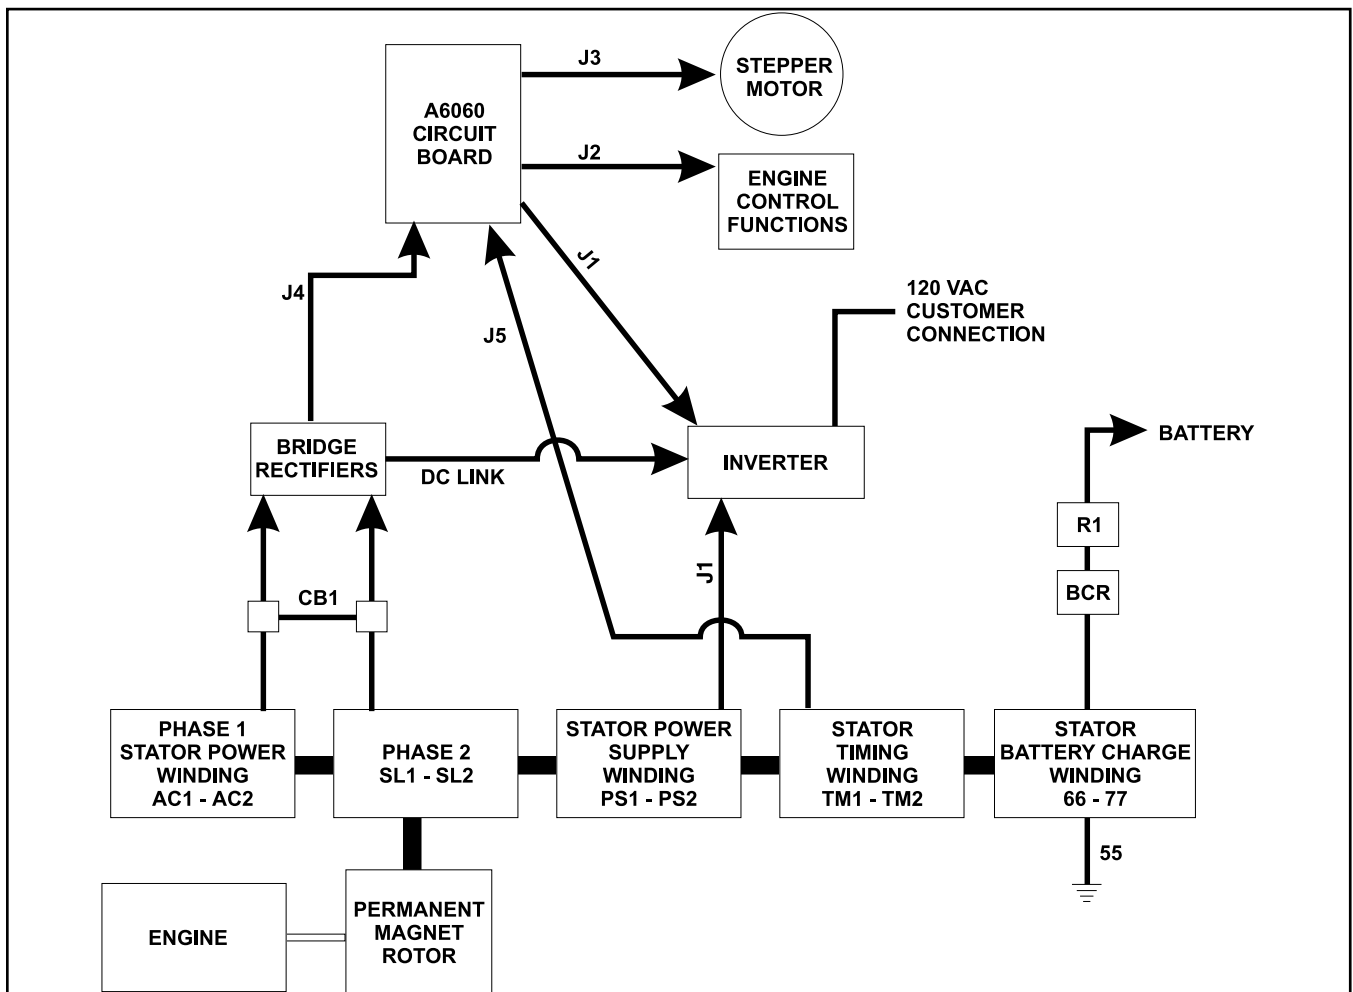 J3
STEPPER
MOTOR
A6060
CIRCUIT
BOARD
J2
ENGINE
CONTROL
FUNCTIONS
J1
J4
J5
120 VAC
CUSTOMER
CONNECTION
BRIDGE
RECTIFIERS
DC LINK
INVERTER
BATTERY
R1
BCR
J1
CB1
PHASE 1
STATOR POWER
WINDING
AC1 - AC2
PHASE 2
SL1 - SL2
STATOR POWER
SUPPLY
WINDING
PS1 - PS2
STATOR
TIMING
WINDING
TM1 - TM2
STATOR
BATTERY CHARGE
WINDING
66 - 77
55
ENGINE
PERMANENT
MAGNET
ROTOR